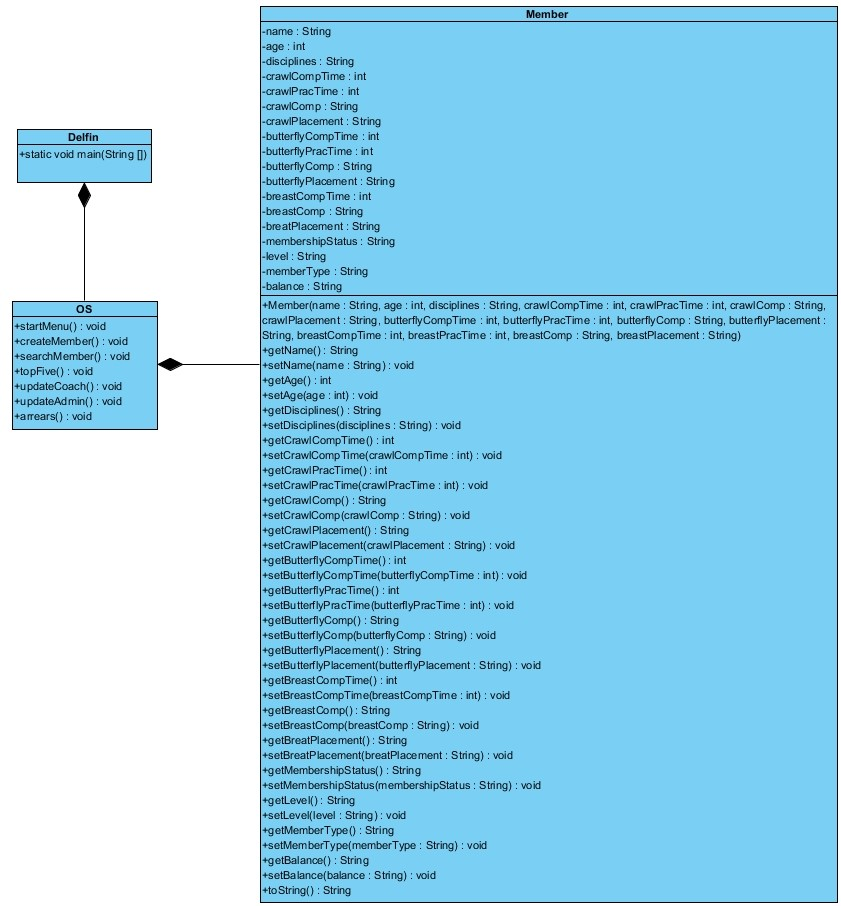 Delfin
+static void main(String [])
OS
+startMenu() : void
+createMember() : void
+searchMember() : void
+topFive() : void
+updateCoach() : void
+updateAdmin() : void
+arrears() : void
Member
-name : String
-age : int
-disciplines : String
-crawlCompTime : int
-crawlPracTime : int
-crawlComp : String
-crawlPlacement : String
-butterflyCompTime : int
-butterflyPracTime : int
-butterflyComp : String
-butterflyPlacement : String
-breastCompTime : int
-breastComp : String
-breatPlacement : String
-membershipStatus : String
-level : String
-memberType : String
-balance : String
+Member(name : String, age : int, disciplines : String, crawlCompTime : int, crawlPracTime : int, crawlComp : String,
crawlPlacement : String, butterflyCompTime : int, butterflyPracTime : int, butterflyComp : String, butterflyPlacement :
String, breastCompTime : int, breastPracTime : int, breastComp : String, breastPlacement : String)
+getName() : String
+setName(name : String) : void
+getAge() : int
+setAge(age : int) : void
+getDisciplines() : String
+setDisciplines(disciplines : String) : void
+getCrawlCompTime() : int
+setCrawlCompTime(crawlCompTime : int) : void
+getCrawlPracTime() : int
+setCrawlPracTime(crawlPracTime : int) : void
+getCrawlComp() : String
+setCrawlComp(crawlComp : String) : void
+getCrawlPlacement() : String
+setCrawlPlacement(crawlPlacement : String) : void
+getButterflyCompTime() : int
+setButterflyCompTime(butterflyCompTime : int) : void
+getButterflyPracTime() : int
+setButterflyPracTime(butterflyPracTime : int) : void
+getButterflyComp() : String
+setButterflyComp(butterflyComp : String) : void
+getButterflyPlacement() : String
+setButterflyPlacement(butterflyPlacement : String) : void
+getBreastCompTime() : int
+setBreastCompTime(breastCompTime : int) : void
+getBreastComp() : String
+setBreastComp(breastComp : String) : void
+getBreatPlacement() : String
+setBreatPlacement(breatPlacement : String) : void
+getMembershipStatus() : String
+setMembershipStatus(membershipStatus : String) : void
+getLevel() : String
+setLevel(level : String) : void
+getMemberType() : String
+setMemberType(memberType : String) : void
+getBalance() : String
+setBalance(balance : String) : void
+toString() : String